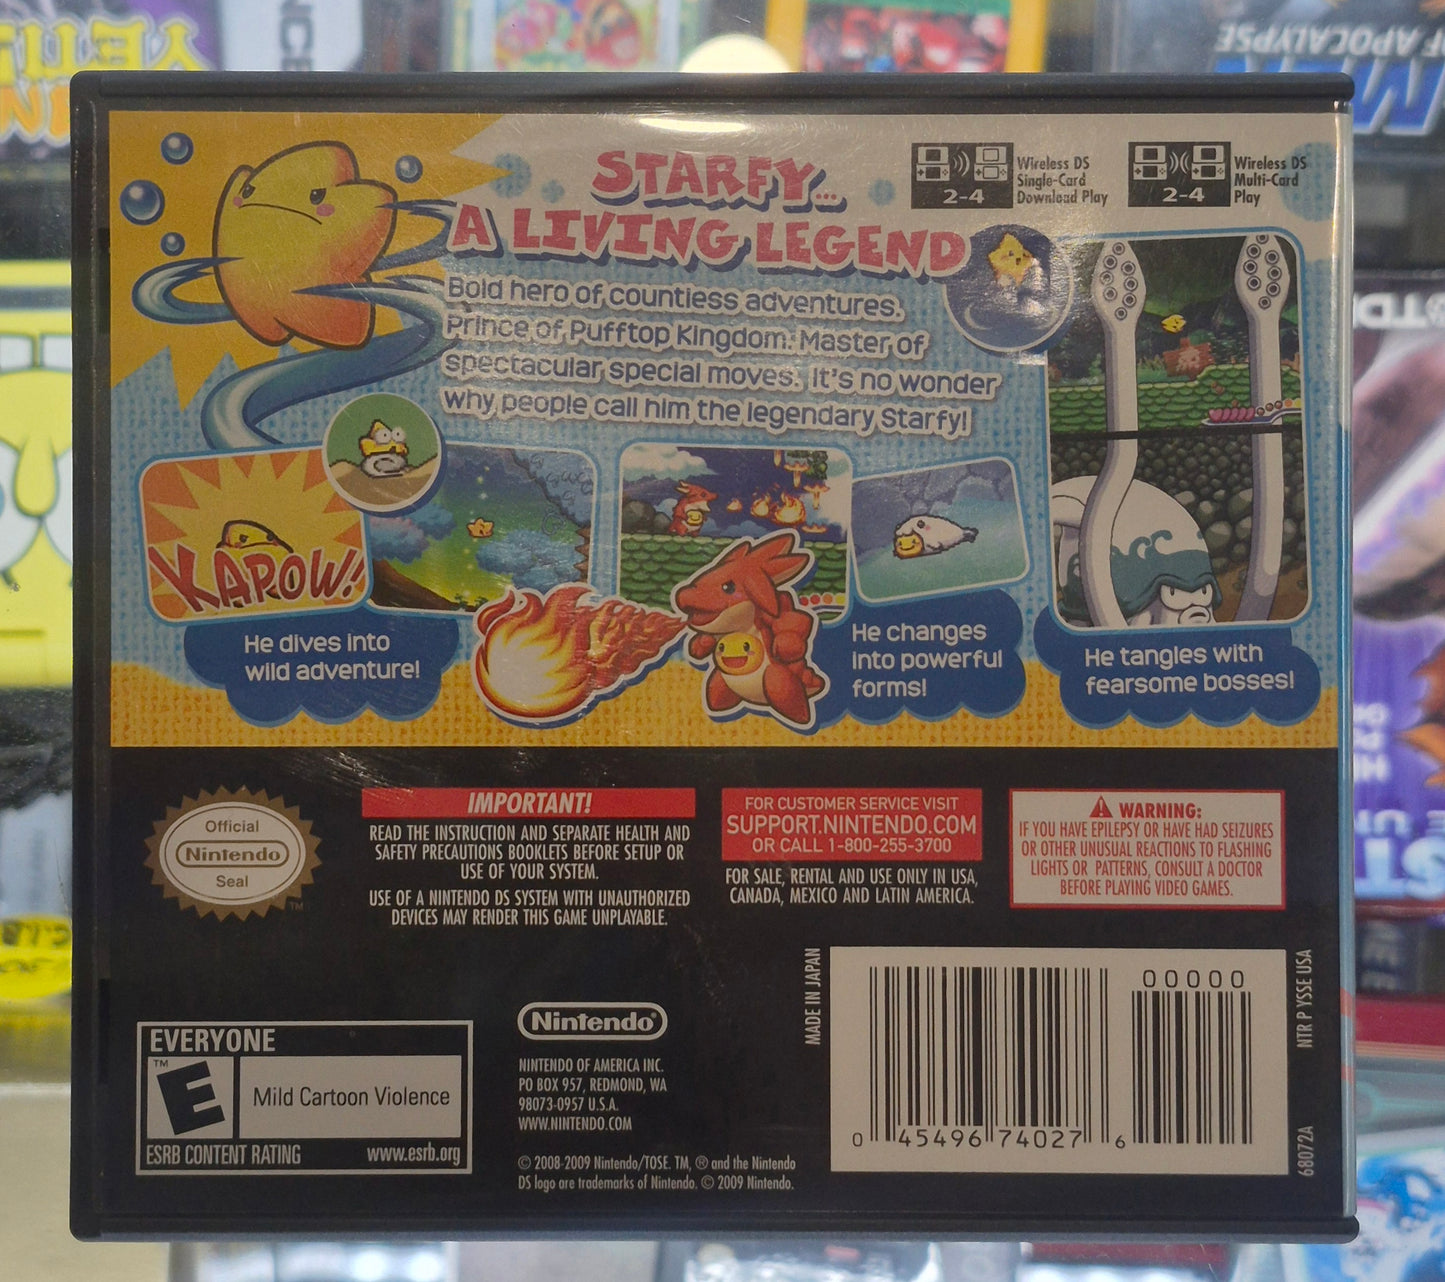 STARFY...
A LIVING LEGEND
2-4
Wireless DS
Single-Card
Download Play
2-4
Wireless DS
Multi-Card
Play
Bold hero of countless adventures.
Prince of Pufftop Kingdom. Master of
spectacular special moves. It's no wonder
why people call him the legendary Starfy!
KAPOW!
He dives into
wild adventure!
He changes
into powerful
forms!
He tangles with
fearsome bosses!
Official
Nintendo
Seal
TM
IMPORTANT!
READ THE INSTRUCTION AND SEPARATE HEALTH AND
SAFETY PRECAUTIONS BOOKLETS BEFORE SETUP OR
USE OF YOUR SYSTEM.
USE OF A NINTENDO DS SYSTEM WITH UNAUTHORIZED
DEVICES MAY RENDER THIS GAME UNPLAYABLE.
FOR CUSTOMER SERVICE VISIT
SUPPORT.NINTENDO.COM
OR CALL 1-800-255-3700
FOR SALE, RENTAL AND USE ONLY IN USA,
CANADA, MEXICO AND LATIN AMERICA.
WARNING:
IF YOU HAVE EPILEPSY OR HAVE HAD SEIZURES
OR OTHER UNUSUAL REACTIONS TO FLASHING
LIGHTS OR PATTERNS, CONSULT A DOCTOR
BEFORE PLAYING VIDEO GAMES.
EVERYONE
TM
E
Mild Cartoon Violence
ESRB CONTENT RATING www.esrb.org
Nintendo®
NINTENDO OF AMERICA INC.
PO BOX 957, REDMOND, WA
98073-0957 U.S.A.
WWW.NINTENDO.COM
© 2008-2009 Nintendo/TOSE. TM, ® and the Nintendo
DS logo are trademarks of Nintendo. © 2009 Nintendo.
MADE IN JAPAN
00000
0 45496 74027 6
NTR P YSSE USA
68072A
OF APOCALYPSE